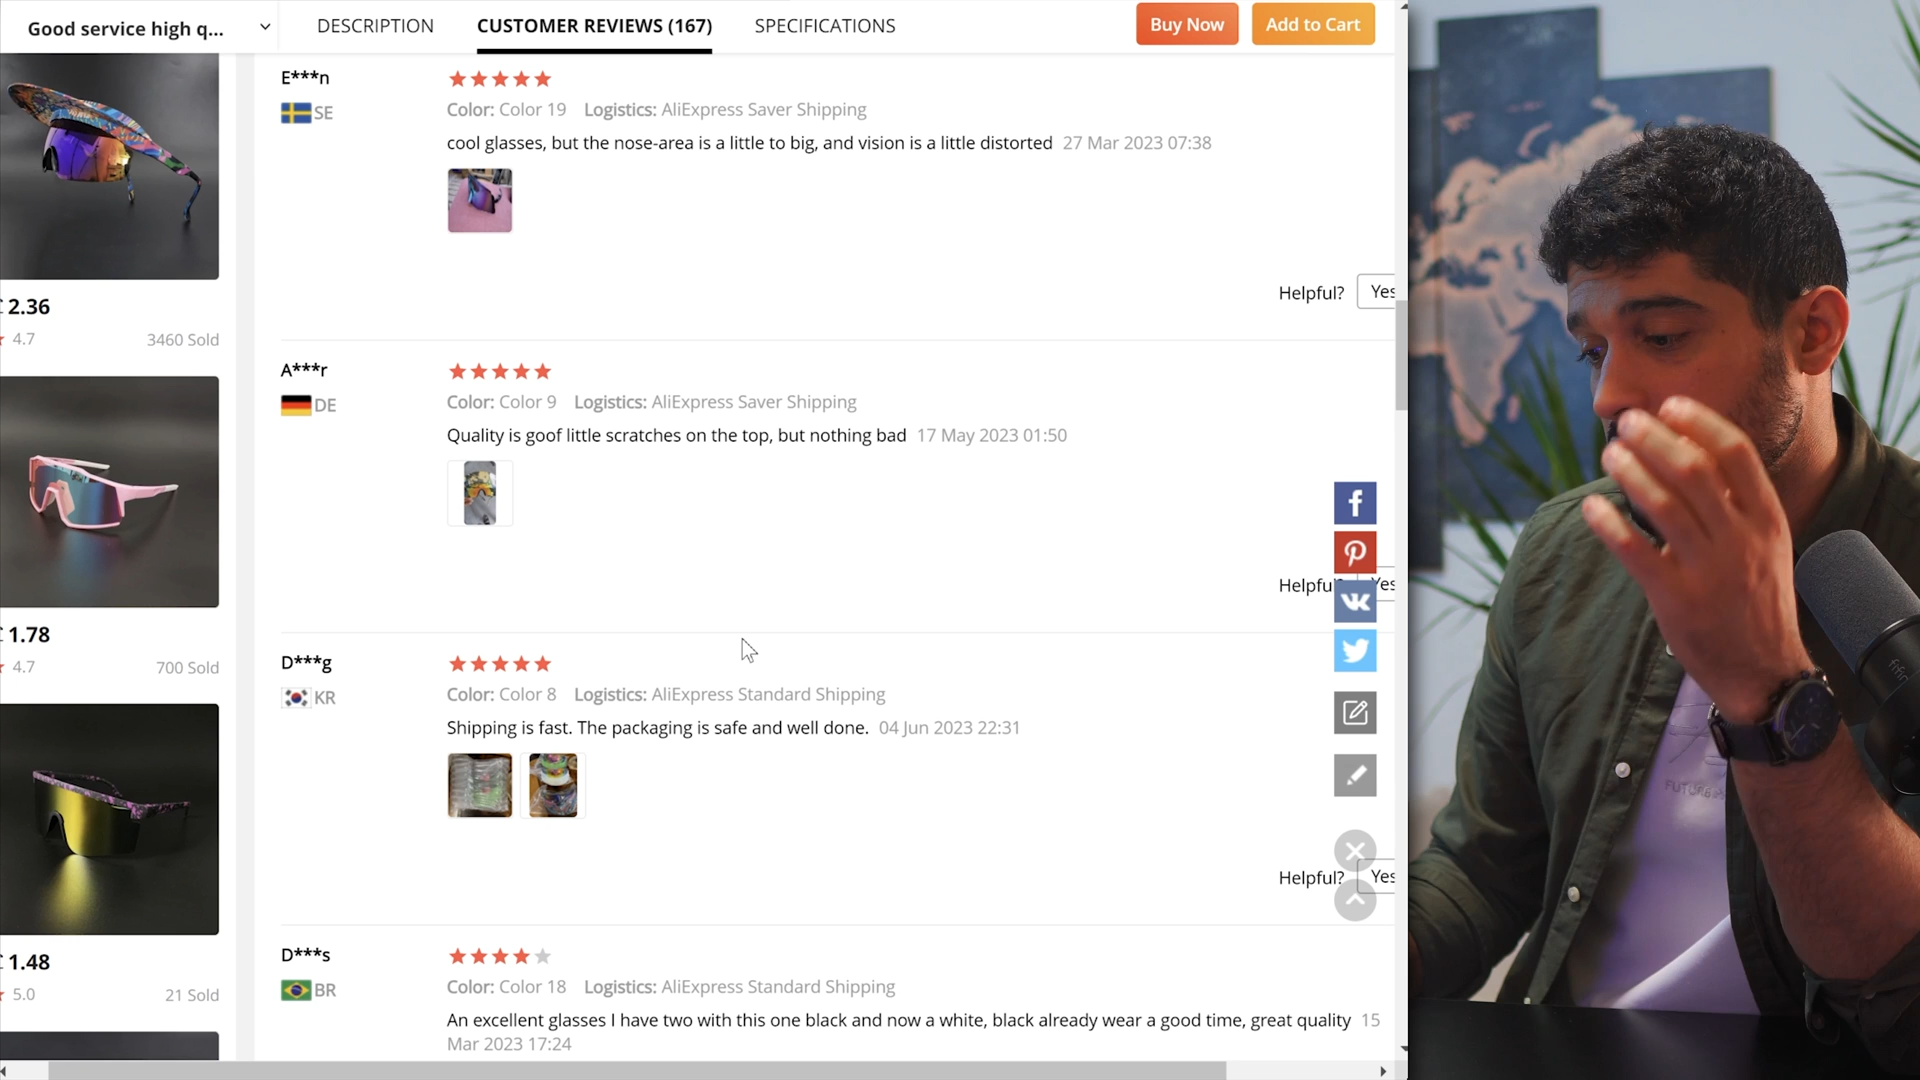 Good service high q...
DESCRIPTION
CUSTOMER REVIEWS (167)
SPECIFICATIONS
Buy Now
Add to Cart
2.36
4.7
3460 Sold
1.78
4.7
700 Sold
1.48
5.0
21 Sold
E***n
SE
Color: Color 19 Logistics: AliExpress Saver Shipping
cool glasses, but the nose-area is a little to big, and vision is a little distorted 27 Mar 2023 07:38
Helpful? Yes
A***r
DE
Color: Color 9 Logistics: AliExpress Saver Shipping
Quality is goof little scratches on the top, but nothing bad 17 May 2023 01:50
Helpful? Yes
D***g
KR
Color: Color 8 Logistics: AliExpress Standard Shipping
Shipping is fast. The packaging is safe and well done. 04 Jun 2023 22:31
Helpful? Yes
D***s
BR
Color: Color 18 Logistics: AliExpress Standard Shipping
An excellent glasses I have two with this one black and now a white, black already wear a good time, great quality 15
Mar 2023 17:24